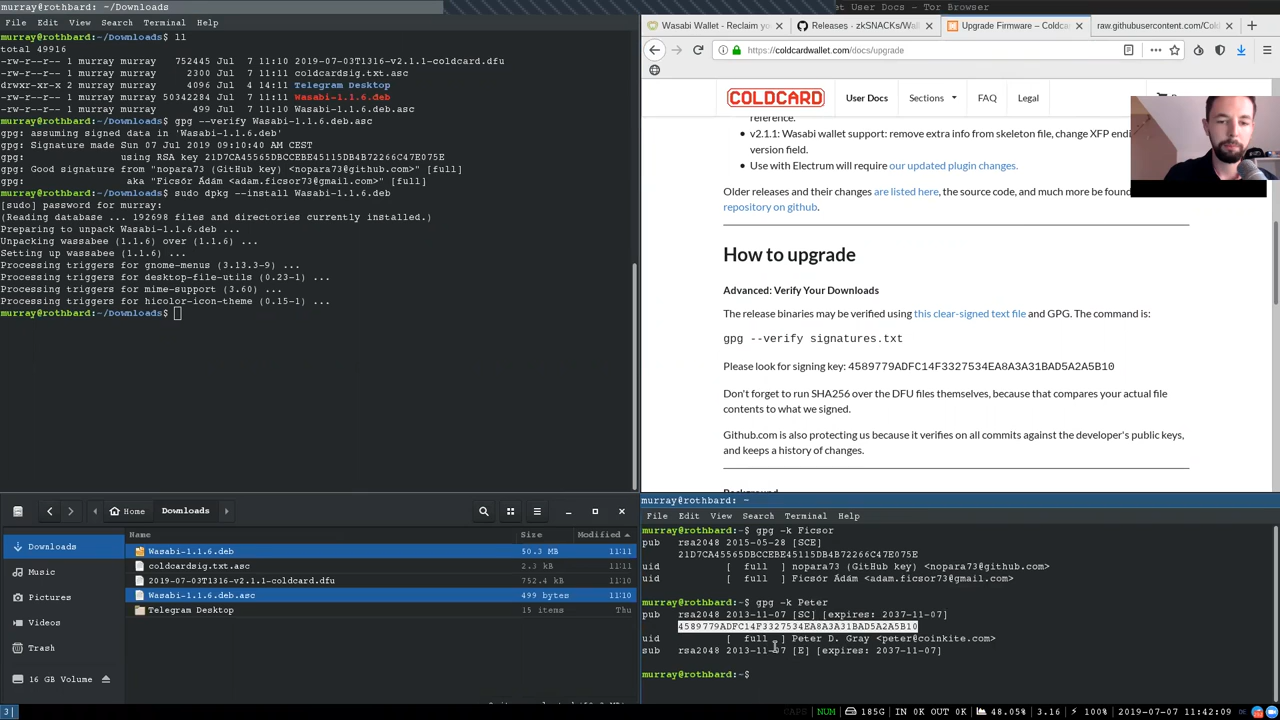 murray@rothbard: ~/Downloads
File Edit View Search Terminal Help
murray@rothbard:~/Downloads$ ll
total 49916
-rw-r--r-- 1 murray murray   752445 Jul  7 11:10 2019-07-03T1316-v2.1.1-coldcard.dfu
-rw-r--r-- 1 murray murray     2300 Jul  7 11:11 coldcardsig.txt.asc
drwxr-xr-x 2 murray murray     4096 Jul  4 14:11 Telegram Desktop
-rw-r--r-- 1 murray murray 50342284 Jul  7 11:11 Wasabi-1.1.6.deb
-rw-r--r-- 1 murray murray      499 Jul  7 11:10 Wasabi-1.1.6.deb.asc
murray@rothbard:~/Downloads$ gpg --verify Wasabi-1.1.6.deb.asc
gpg: assuming signed data in 'Wasabi-1.1.6.deb'
gpg: Signature made Sun 07 Jul 2019 09:10:40 AM CEST
gpg:                using RSA key 21D7CA45565DBCCEBE45115DB4B72266C47E075E
gpg: Good signature from "nopara73 (GitHub key) <nopara73@github.com>" [full]
gpg:                 aka "Ficsór Ádám <adam.ficsor73@gmail.com>" [full]
murray@rothbard:~/Downloads$ sudo dpkg --install Wasabi-1.1.6.deb
[sudo] password for murray:
(Reading database ... 192698 files and directories currently installed.)
Preparing to unpack Wasabi-1.1.6.deb ...
Unpacking wassabee (1.1.6) over (1.1.6) ...
Setting up wassabee (1.1.6) ...
Processing triggers for gnome-menus (3.13.3-9) ...
Processing triggers for desktop-file-utils (0.23-1) ...
Processing triggers for mime-support (3.60) ...
Processing triggers for hicolor-icon-theme (0.15-1) ...
murray@rothbard:~/Downloads$
et User Docs - Tor Browser
Wasabi Wallet - Reclaim yo
Releases - zkSNACKs/Wal
Upgrade Firmware – Coldca
raw.githubusercontent.com/Col
https://coldcardwallet.com/docs/upgrade
COLDCARD
User Docs
Sections
FAQ
Legal
reference.
v2.1.1: Wasabi wallet support: remove extra info from skeleton file, change XFP endi
version field.
Use with Electrum will require our updated plugin changes.
Older releases and their changes are listed here, the source code, and much more be foun
repository on github.
How to upgrade
Advanced: Verify Your Downloads
The release binaries may be verified using this clear-signed text file and GPG. The command is:
gpg --verify signatures.txt
Please look for signing key: 4589779ADFC14F3327534EA8A3A31BAD5A2A5B10
Don't forget to run SHA256 over the DFU files themselves, because that compares your actual file
contents to what we signed.
Github.com is also protecting us because it verifies on all commits against the developer's public keys,
and keeps a history of changes.
Background
Home
Downloads
Downloads
Music
Pictures
Videos
Trash
16 GB Volume
Name Size Modified
Wasabi-1.1.6.deb 50.3 MB 11:11
coldcardsig.txt.asc 2.3 kB 11:11
2019-07-03T1316-v2.1.1-coldcard.dfu 752.4 kB 11:10
Wasabi-1.1.6.deb.asc 499 bytes 11:10
Telegram Desktop 15 items Thu
murray@rothbard: ~
File Edit View Search Terminal Help
murray@rothbard:~$ gpg -k Ficsor
pub   rsa2048 2015-05-28 [SCE]
21D7CA45565DBCCEBE45115DB4B72266C47E075E
uid           [  full  ] nopara73 (GitHub key) <nopara73@github.com>
uid           [  full  ] Ficsór Ádám <adam.ficsor73@gmail.com>
murray@rothbard:~$ gpg -k Peter
pub   rsa2048 2013-11-07 [SC] [expires: 2037-11-07]
4589779ADFC14F3327534EA8A3A31BAD5A2A5B10
uid           [  full  ] Peter D. Gray <peter@coinkite.com>
sub   rsa2048 2013-11-07 [E] [expires: 2037-11-07]
murray@rothbard:~$
3
CAPS NUM 185G IN 0K OUT 0K 48.05% 3.16 100% 2019-07-07 11:42:09 DE